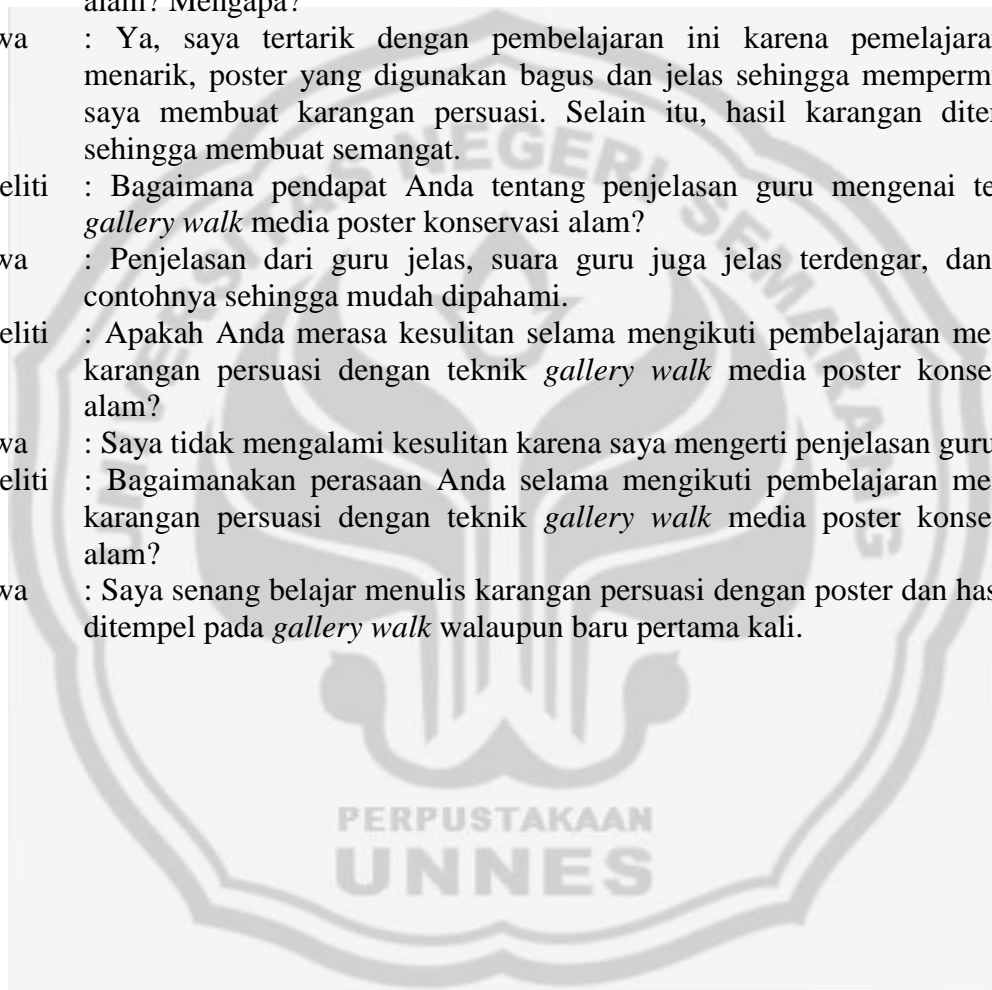 alam? Mengapa?
wa : Ya, saya tertarik dengan pembelajaran ini karena pemelajara
menarik, poster yang digunakan bagus dan jelas sehingga memperm
saya membuat karangan persuasi. Selain itu, hasil karangan dite
sehingga membuat semangat.
eliti : Bagaimana pendapat Anda tentang penjelasan guru mengenai te
gallery walk media poster konservasi alam?
wa : Penjelasan dari guru jelas, suara guru juga jelas terdengar, dan
contohnya sehingga mudah dipahami.
eliti : Apakah Anda merasa kesulitan selama mengikuti pembelajaran me
karangan persuasi dengan teknik gallery walk media poster konse
alam?
wa : Saya tidak mengalami kesulitan karena saya mengerti penjelasan guru
eliti : Bagaimanakan perasaan Anda selama mengikuti pembelajaran me
karangan persuasi dengan teknik gallery walk media poster konse
alam?
wa : Saya senang belajar menulis karangan persuasi dengan poster dan has
ditempel pada gallery walk walaupun baru pertama kali.
UNIVERSITAS NEGERI SEMARANG
PERPUSTAKAAN
UNNES